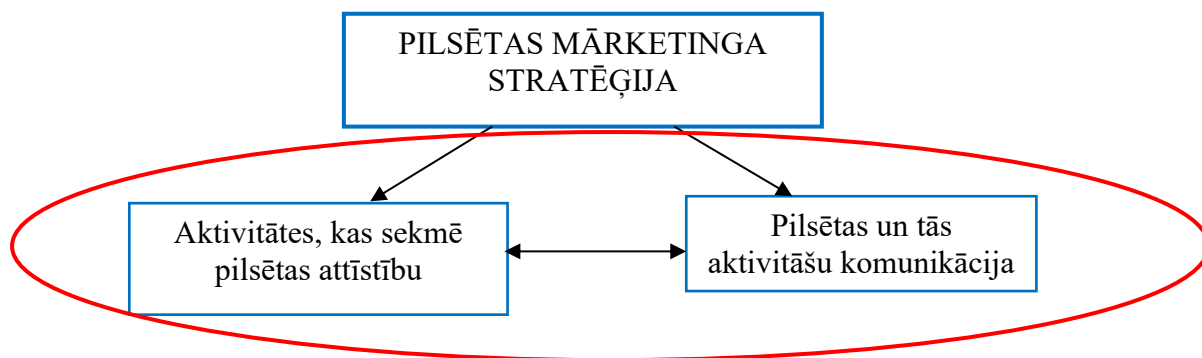 PILSĒTAS MĀRKETINGA
STRATĒĢIJA
Aktivitātes, kas sekmē
pilsētas attīstību
Pilsētas un tās
aktivitāšu komunikācija